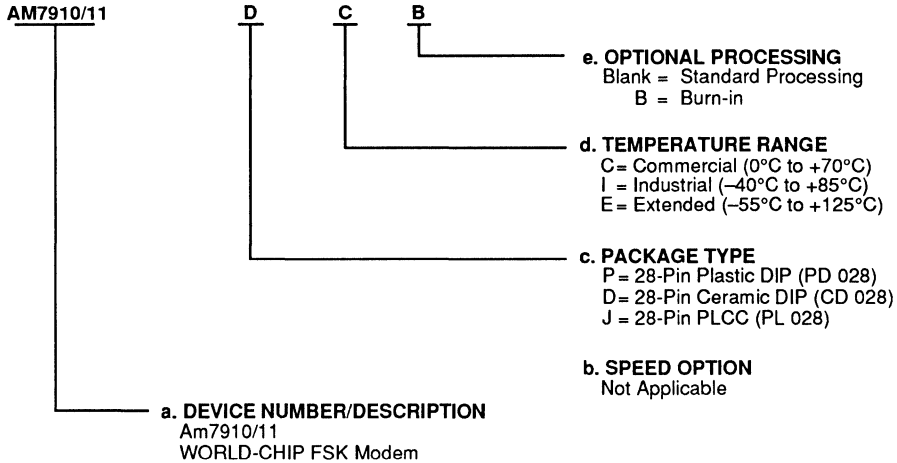 AM7910/11 D C B
e. OPTIONAL PROCESSING
Blank = Standard Processing
B = Burn-in
d. TEMPERATURE RANGE
C= Commercial (0°C to +70°C)
I = Industrial (–40°C to +85°C)
E= Extended (–55°C to +125°C)
c. PACKAGE TYPE
P= 28-Pin Plastic DIP (PD 028)
D= 28-Pin Ceramic DIP (CD 028)
J = 28-Pin PLCC (PL 028)
b. SPEED OPTION
Not Applicable
a. DEVICE NUMBER/DESCRIPTION
Am7910/11
WORLD-CHIP FSK Modem